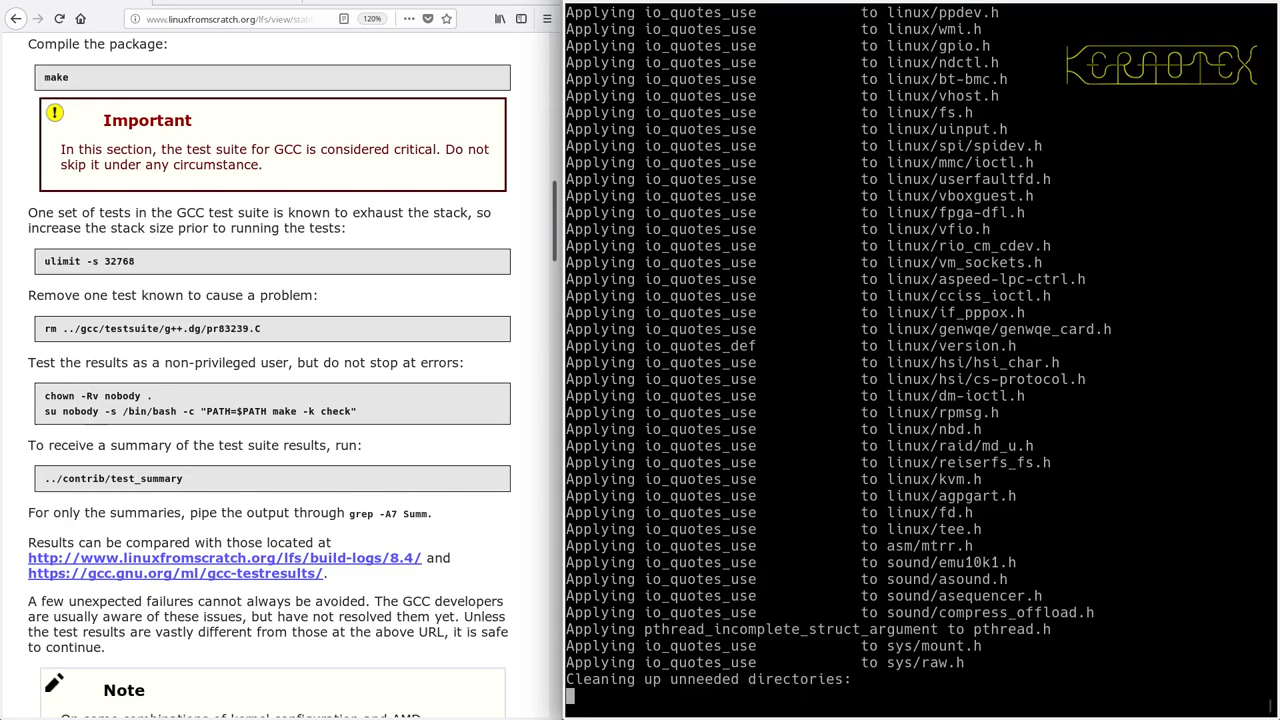 www.linuxfromscratch.org/lfs/view/stab
120%
Compile the package:
make
Important
In this section, the test suite for GCC is considered critical. Do not
skip it under any circumstance.
One set of tests in the GCC test suite is known to exhaust the stack, so
increase the stack size prior to running the tests:
ulimit -s 32768
Remove one test known to cause a problem:
rm ../gcc/testsuite/g++.dg/pr83239.C
Test the results as a non-privileged user, but do not stop at errors:
chown -Rv nobody .
su nobody -s /bin/bash -c "PATH=$PATH make -k check"
To receive a summary of the test suite results, run:
../contrib/test_summary
For only the summaries, pipe the output through grep -A7 Summ.
Results can be compared with those located at
http://www.linuxfromscratch.org/lfs/build-logs/8.4/ and
https://gcc.gnu.org/ml/gcc-testresults/.
A few unexpected failures cannot always be avoided. The GCC developers
are usually aware of these issues, but have not resolved them yet. Unless
the test results are vastly different from those at the above URL, it is safe
to continue.
Note
On some combinations of kernel configuration and AMD
Applying io_quotes_use to linux/ppdev.h
Applying io_quotes_use to linux/wmi.h
Applying io_quotes_use to linux/gpio.h
Applying io_quotes_use to linux/ndctl.h
Applying io_quotes_use to linux/bt-bmc.h
Applying io_quotes_use to linux/vhost.h
Applying io_quotes_use to linux/fs.h
Applying io_quotes_use to linux/uinput.h
Applying io_quotes_use to linux/spi/spidev.h
Applying io_quotes_use to linux/mmc/ioctl.h
Applying io_quotes_use to linux/userfaultfd.h
Applying io_quotes_use to linux/vboxguest.h
Applying io_quotes_use to linux/fpga-dfl.h
Applying io_quotes_use to linux/vfio.h
Applying io_quotes_use to linux/rio_cm_cdev.h
Applying io_quotes_use to linux/vm_sockets.h
Applying io_quotes_use to linux/aspeed-lpc-ctrl.h
Applying io_quotes_use to linux/cciss_ioctl.h
Applying io_quotes_use to linux/if_pppox.h
Applying io_quotes_use to linux/genwqe/genwqe_card.h
Applying io_quotes_def to linux/version.h
Applying io_quotes_use to linux/hsi/hsi_char.h
Applying io_quotes_use to linux/hsi/cs-protocol.h
Applying io_quotes_use to linux/dm-ioctl.h
Applying io_quotes_use to linux/rpmsg.h
Applying io_quotes_use to linux/nbd.h
Applying io_quotes_use to linux/raid/md_u.h
Applying io_quotes_use to linux/reiserfs_fs.h
Applying io_quotes_use to linux/kvm.h
Applying io_quotes_use to linux/agpgart.h
Applying io_quotes_use to linux/fd.h
Applying io_quotes_use to linux/tee.h
Applying io_quotes_use to asm/mtrr.h
Applying io_quotes_use to sound/emu10k1.h
Applying io_quotes_use to sound/asound.h
Applying io_quotes_use to sound/asequencer.h
Applying io_quotes_use to sound/compress_offload.h
Applying pthread_incomplete_struct_argument to pthread.h
Applying io_quotes_use to sys/mount.h
Applying io_quotes_use to sys/raw.h
Cleaning up unneeded directories: